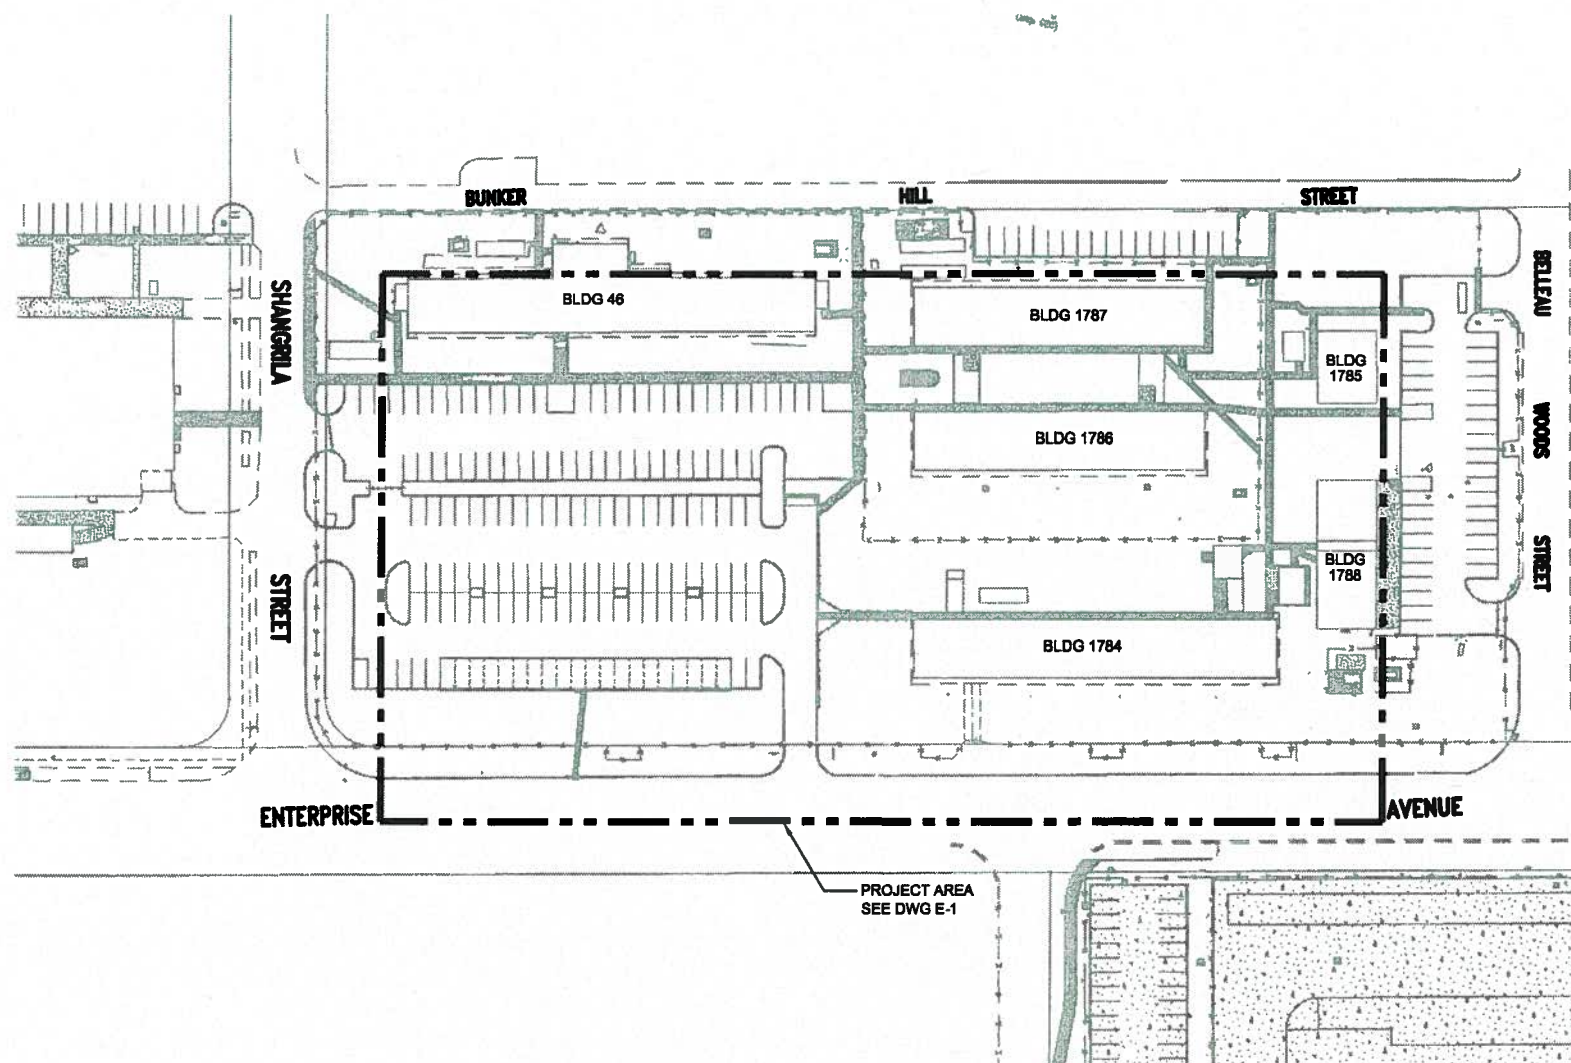 BUNKER HILL STREET
BELLEAU WOODS STREET
SHANGRILA STREET
BLDG 46
BLDG 1787
BLDG
1785
BLDG 1786
BLDG
1788
BLDG 1784
ENTERPRISE AVENUE
PROJECT AREA
SEE DWG E-1